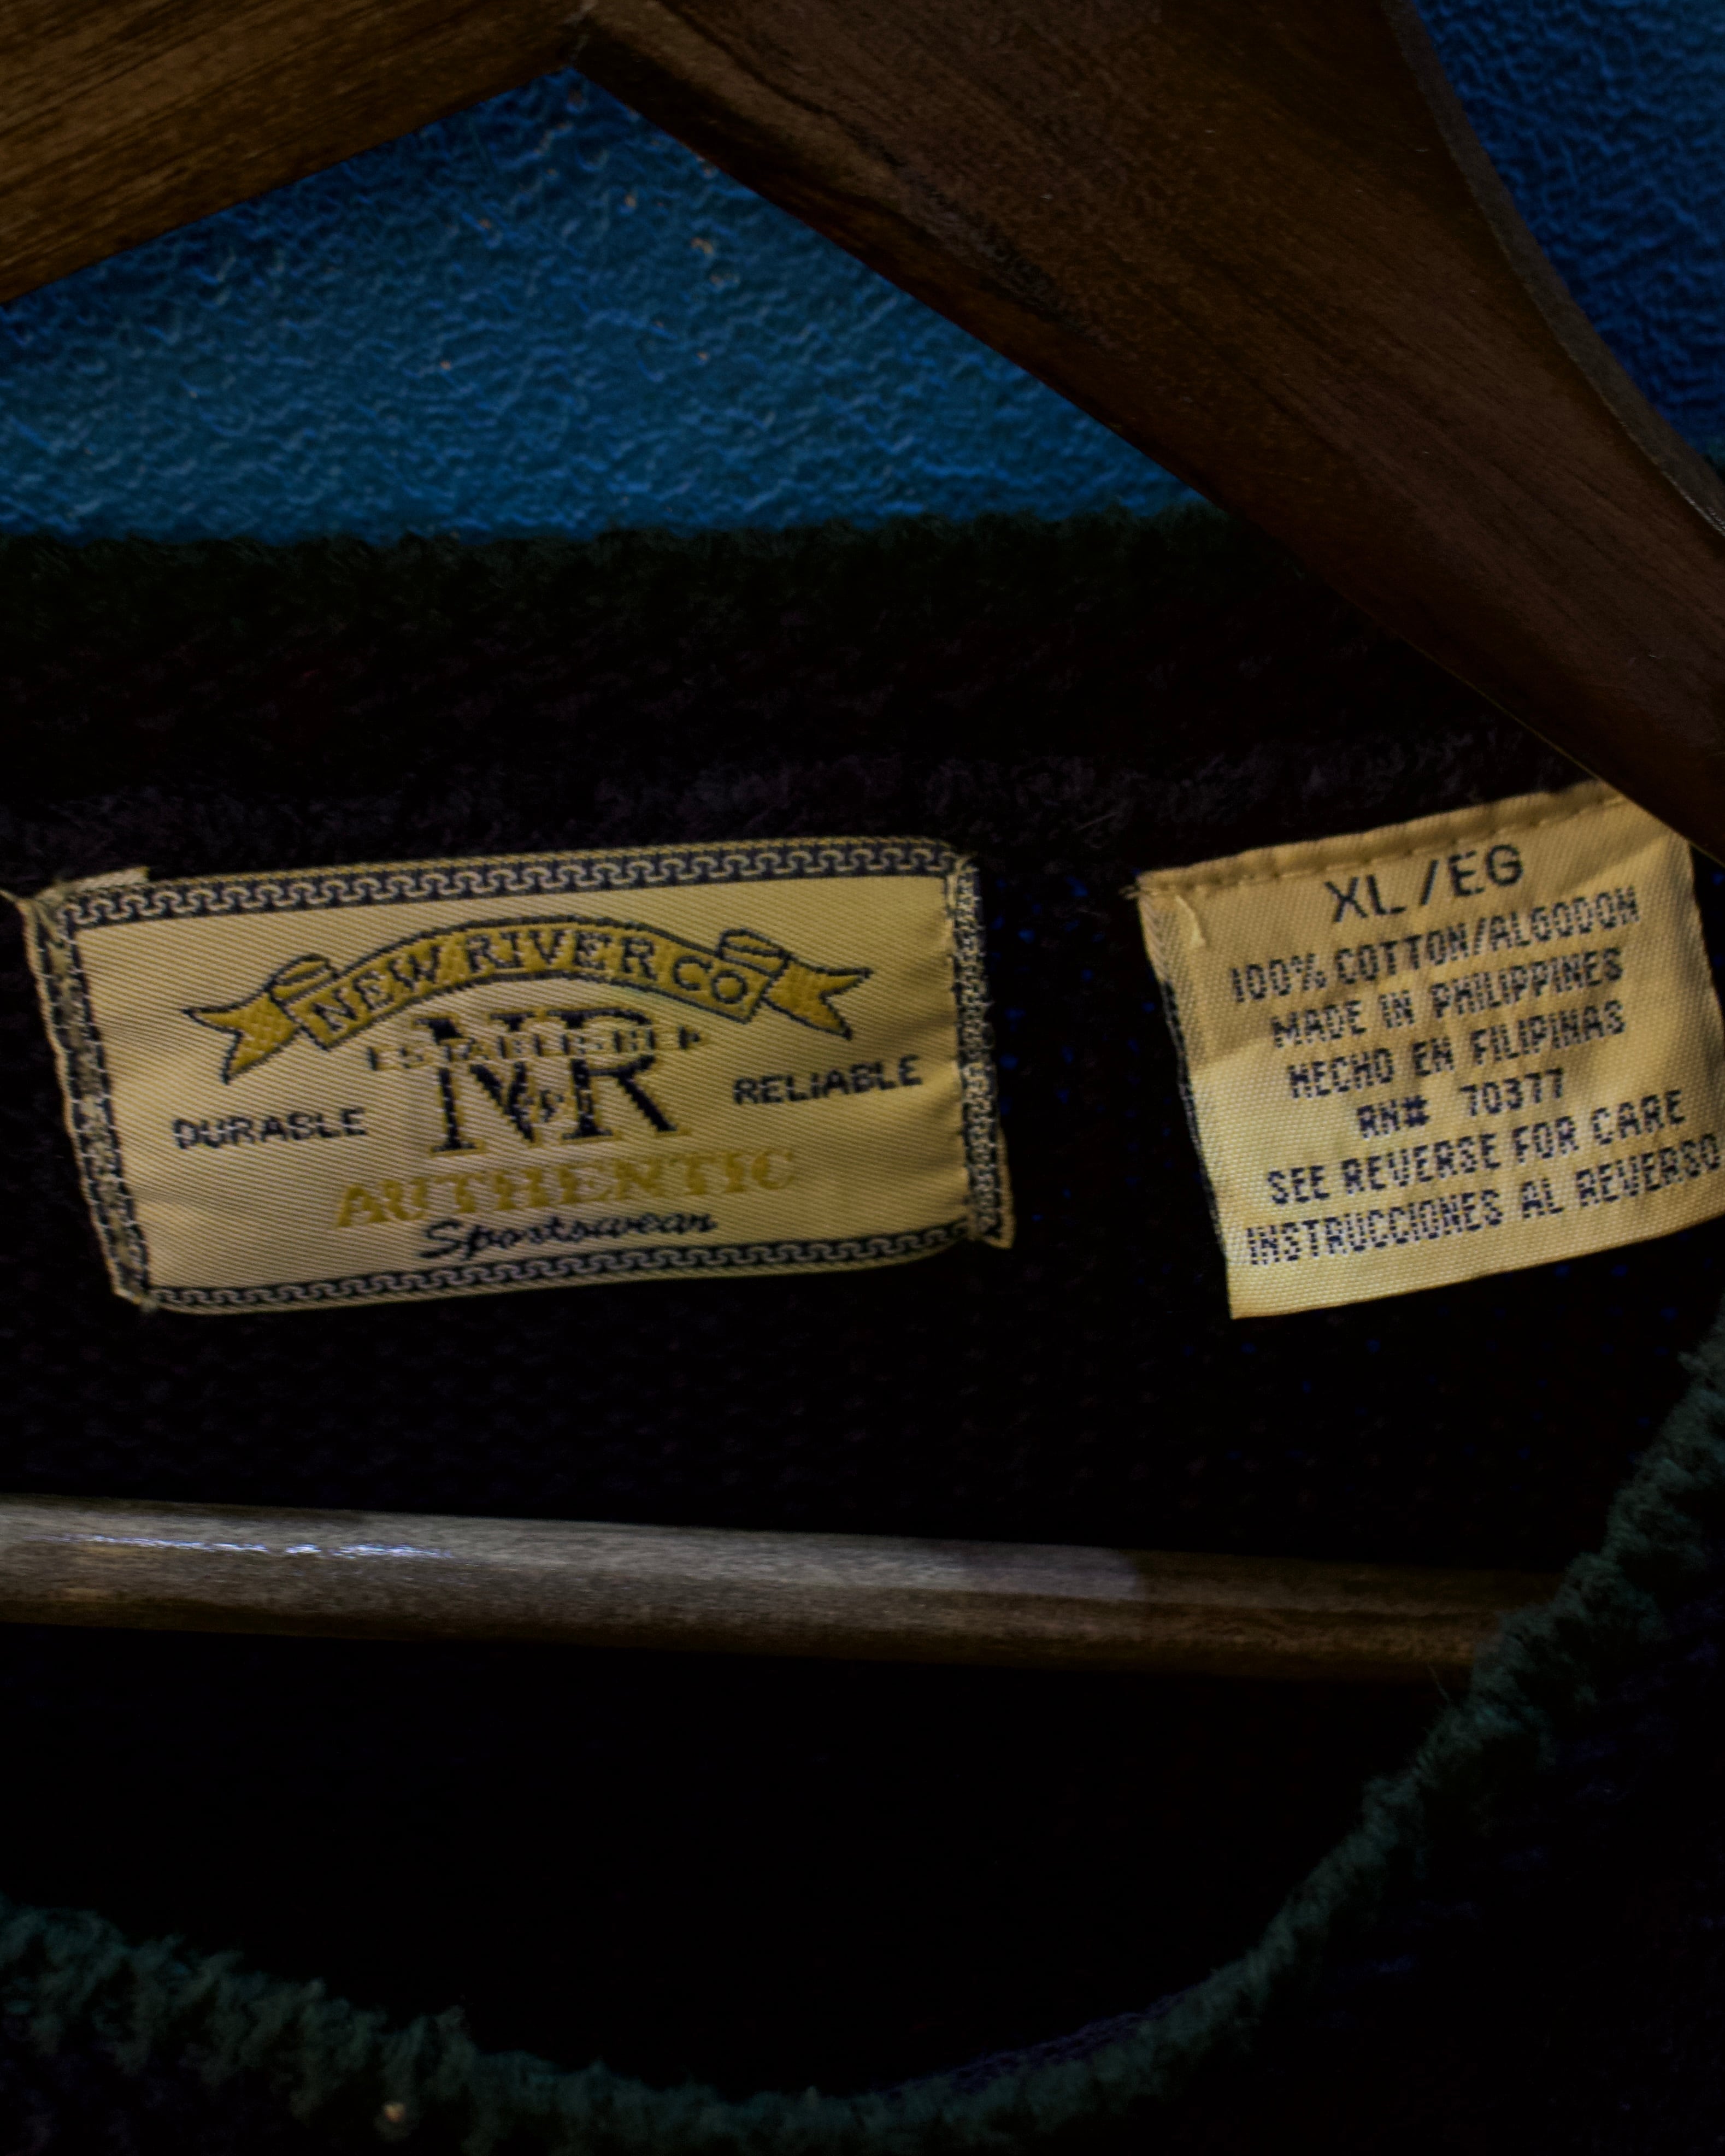 NEW RIVER CO
ESTABLISHED
NR
DURABLE
RELIABLE
AUTHENTIC
Sportswear
XL/EG
100% COTTON/ALGODON
MADE IN PHILIPPINES
HECHO EN FILIPINAS
RN# 70377
SEE REVERSE FOR CARE
INSTRUCCIONES AL REVERSO